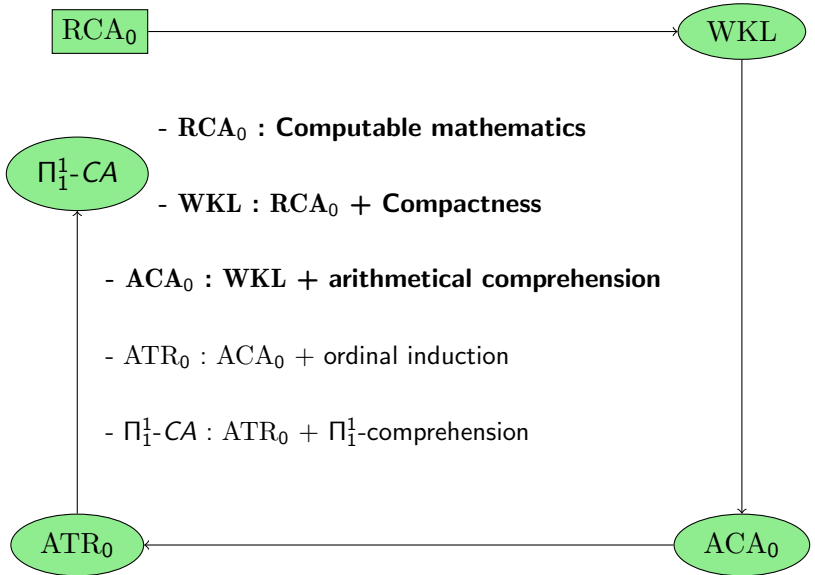 RCA₀ WKL
- RCA₀ : Computable mathematics
Π¹₁-CA
- WKL : RCA₀ + Compactness
- ACA₀ : WKL + arithmetical comprehension
- ATR₀ : ACA₀ + ordinal induction
- Π¹₁-CA : ATR₀ + Π¹₁-comprehension
ATR₀ ACA₀